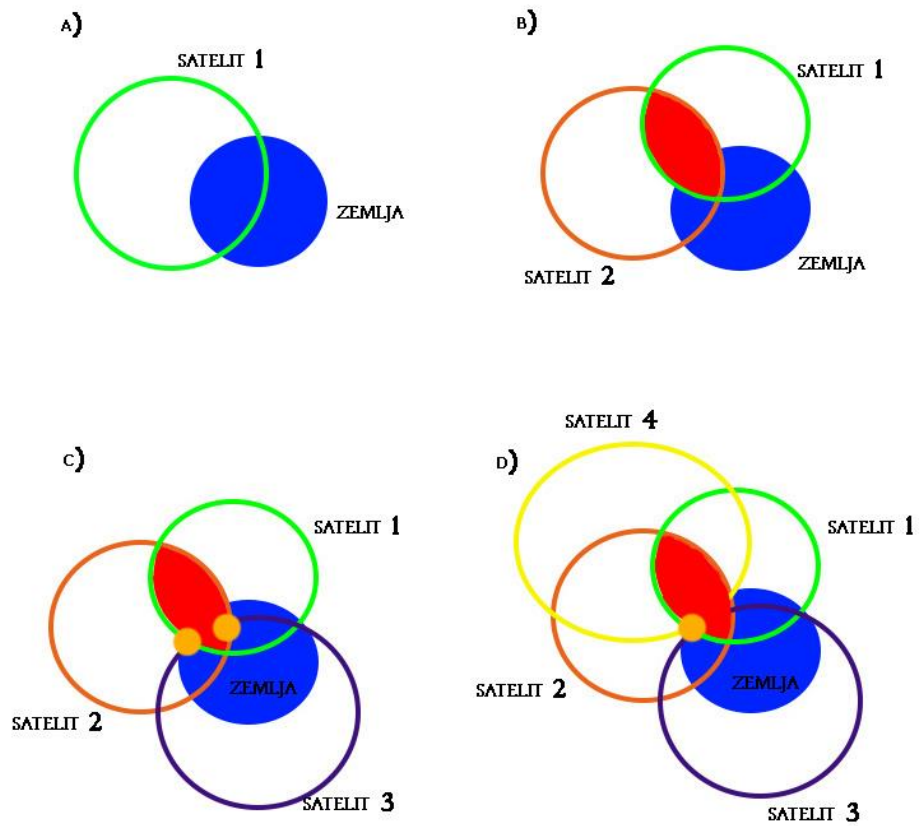 A)
SATELIT 1
ZEMLJA
B)
SATELIT 1
SATELIT 2
ZEMLJA
C)
SATELIT 1
ZEMLJA
SATELIT 2
SATELIT 3
D)
SATELIT 4
SATELIT 1
SATELIT 2
ZEMLJA
SATELIT 3